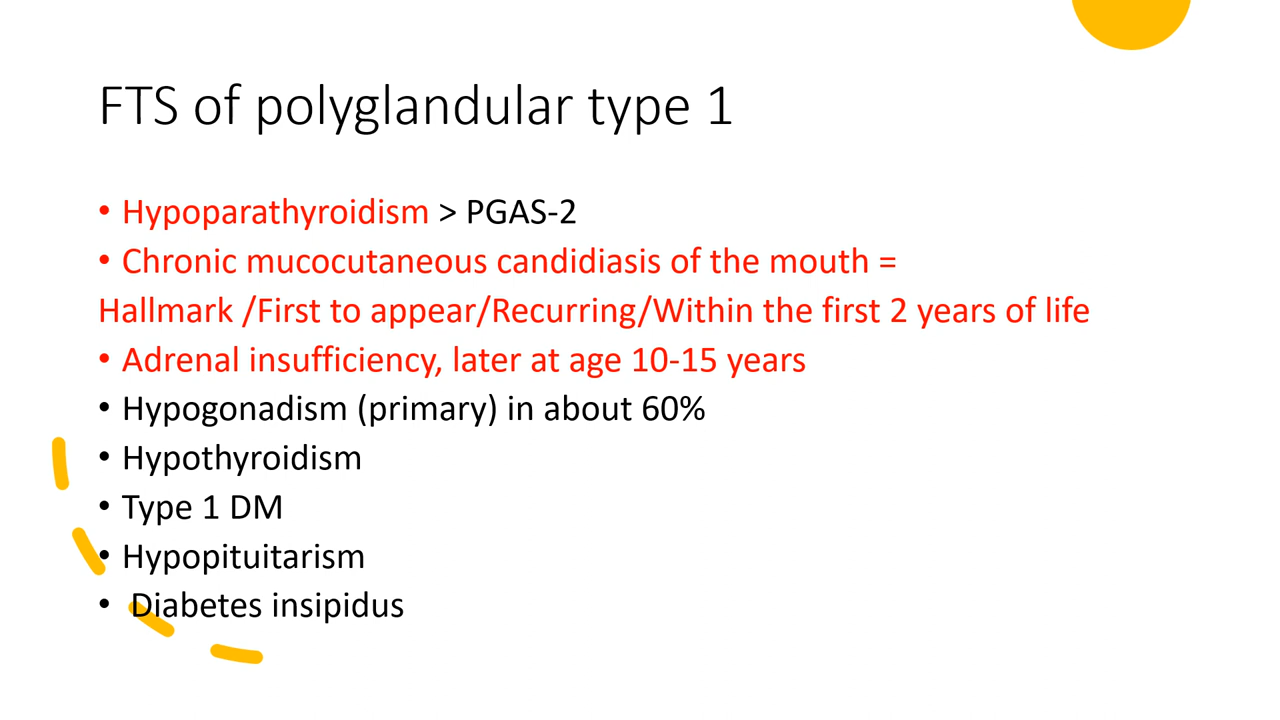 FTS of polyglandular type 1
• Hypoparathyroidism > PGAS-2
• Chronic mucocutaneous candidiasis of the mouth =
Hallmark /First to appear/Recurring/Within the first 2 years of life
• Adrenal insufficiency, later at age 10-15 years
• Hypogonadism (primary) in about 60%
• Hypothyroidism
• Type 1 DM
• Hypopituitarism
• Diabetes insipidus